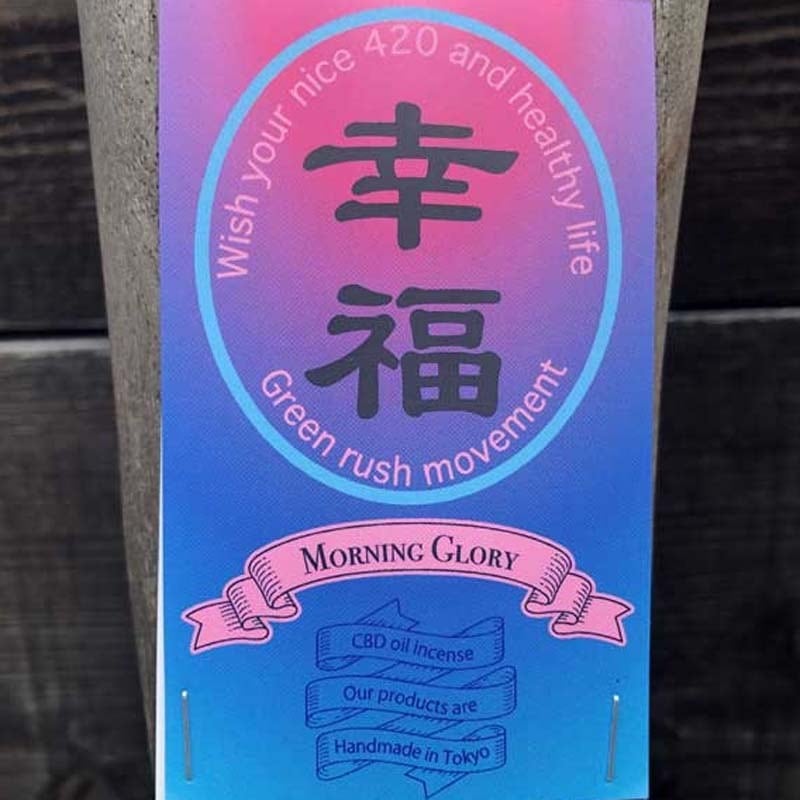 Wish your nice 420 and healthy life
幸
福
Green rush movement
MORNING GLORY
CBD oil incense
Our products are
Handmade in Tokyo